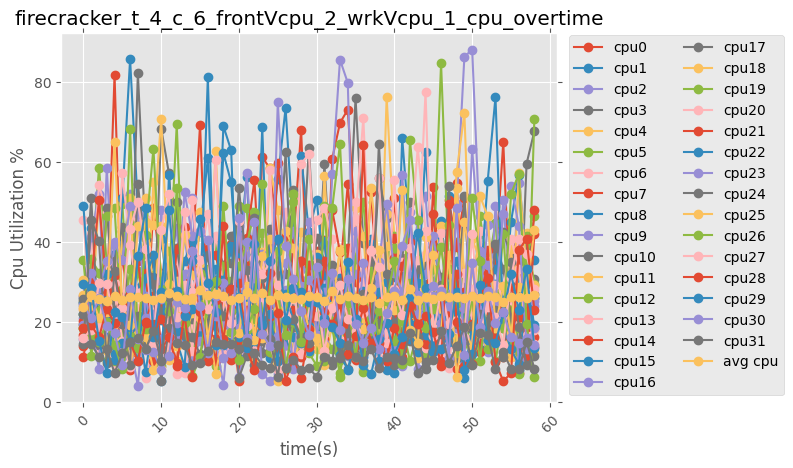 firecracker_t_4_c_6_frontVcpu_2_wrkVcpu_1_cpu_overtime
Cpu Utilization %
80
60
40
20
0
0
10
20
30
40
50
60
time(s)
cpu0
cpu1
cpu2
cpu3
cpu4
cpu5
cpu6
cpu7
cpu8
cpu9
cpu10
cpu11
cpu12
cpu13
cpu14
cpu15
cpu16
cpu17
cpu18
cpu19
cpu20
cpu21
cpu22
cpu23
cpu24
cpu25
cpu26
cpu27
cpu28
cpu29
cpu30
cpu31
avg cpu